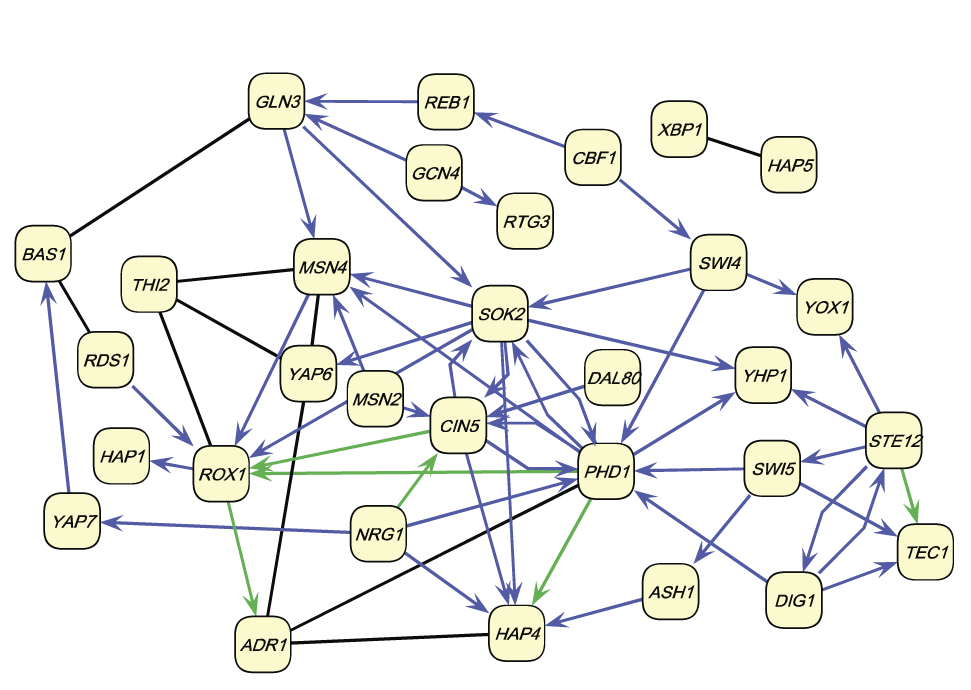 GLN3
REB1
XBP1
CBF1
HAP5
GCN4
RTG3
BAS1
MSN4
SWI4
THI2
YOX1
SOK2
RDS1
YAP6
DAL80
YHP1
MSN2
CIN5
STE12
HAP1
ROX1
PHD1
SWI5
YAP7
NRG1
TEC1
ASH1
DIG1
HAP4
ADR1